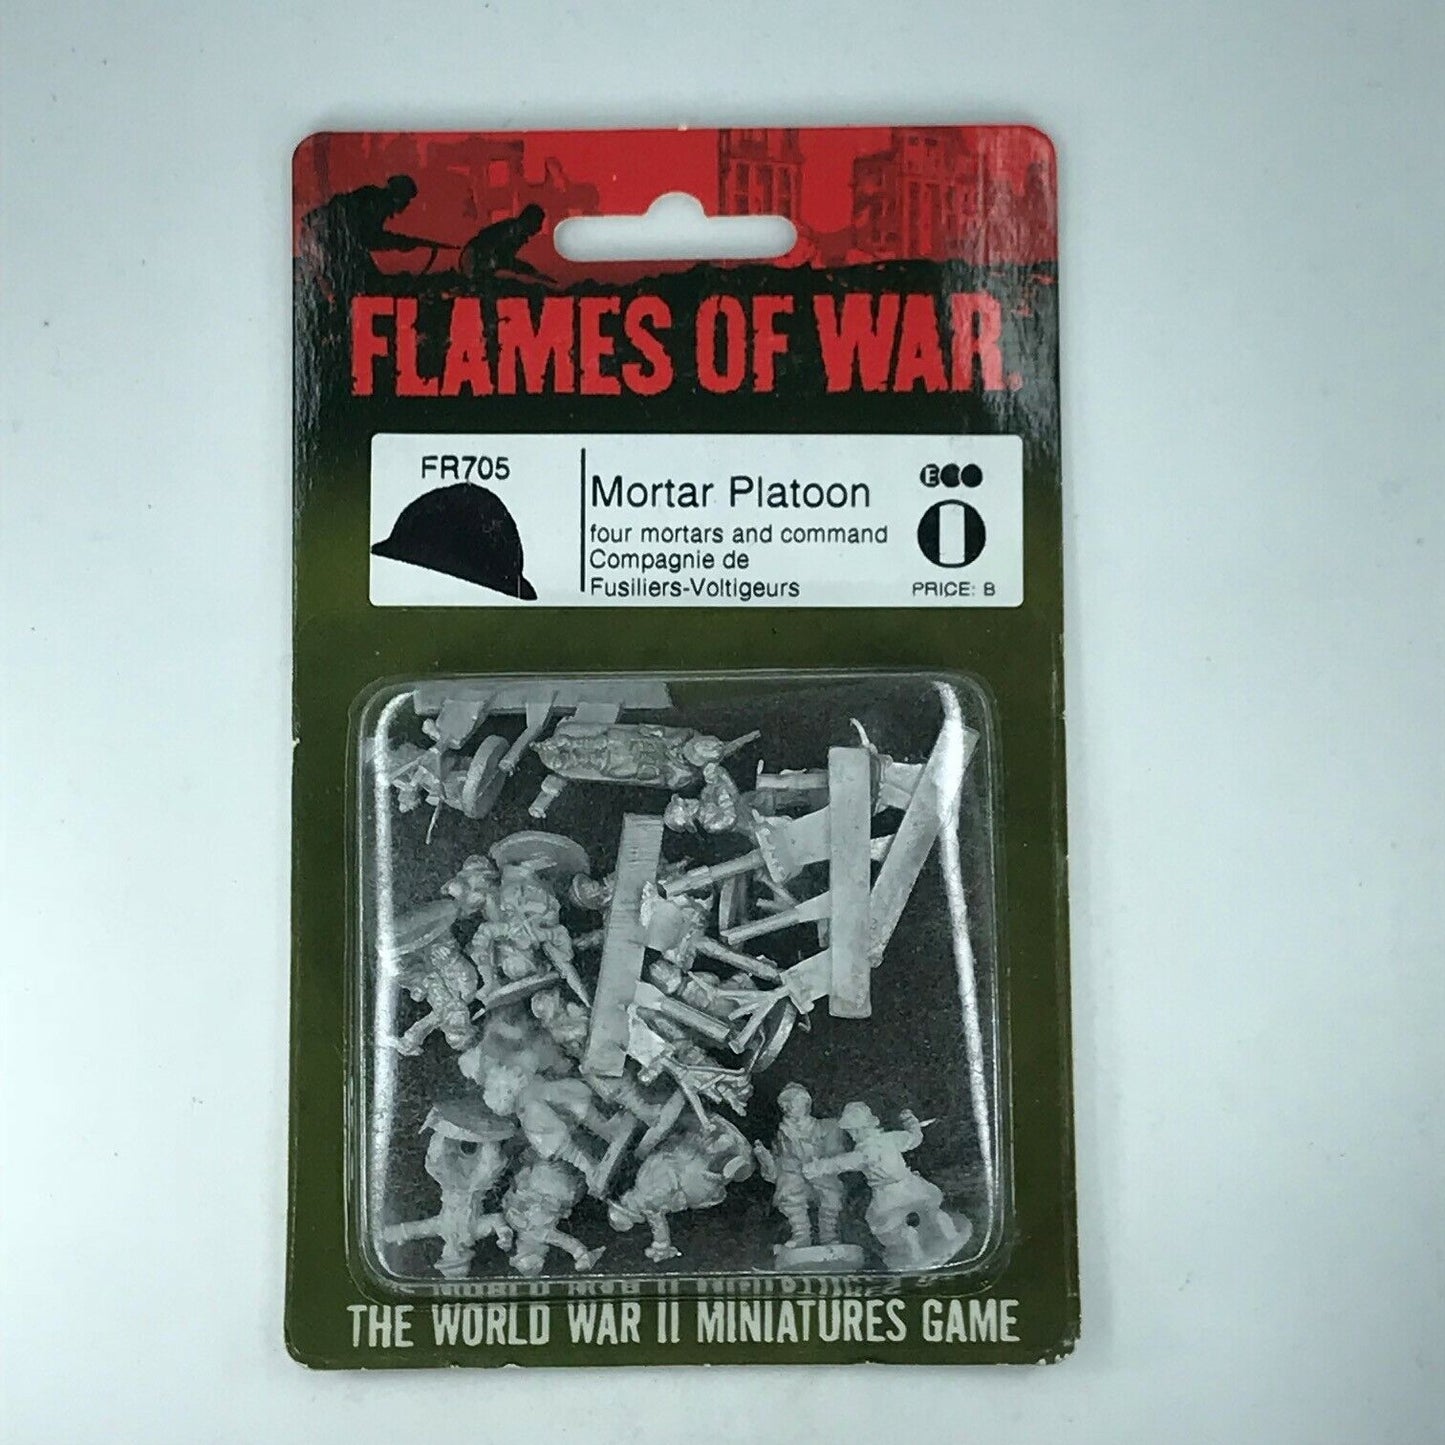 FLAMES OF WAR.
FR705
Mortar Platoon
four mortars and command
Compagnie de
Fusiliers-Voltigeurs
E
PRICE: B
THE WORLD WAR II MINIATURES GAME